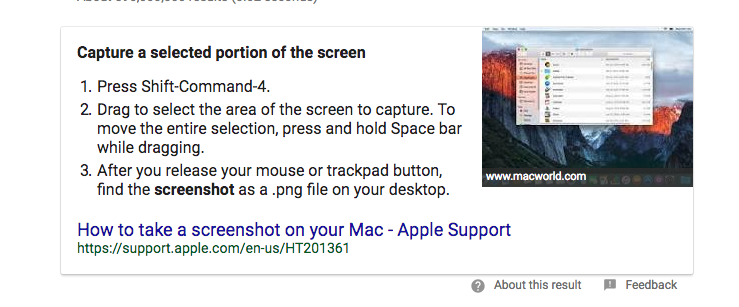 Capture a selected portion of the screen
1. Press Shift-Command-4.
2. Drag to select the area of the screen to capture. To
move the entire selection, press and hold Space bar
while dragging.
3. After you release your mouse or trackpad button,
find the screenshot as a .png file on your desktop.
www.macworld.com
How to take a screenshot on your Mac - Apple Support
https://support.apple.com/en-us/HT201361
About this result
Feedback